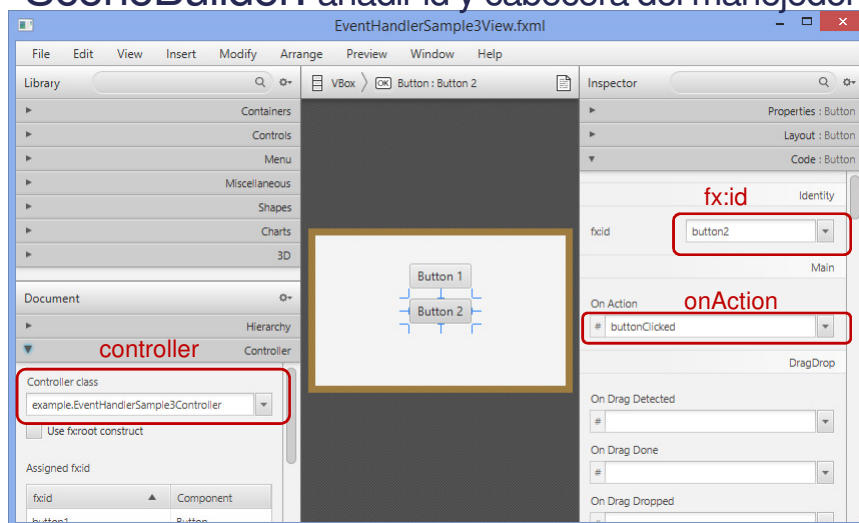 SceneBuilder: añadir id y cabecera del manejador
EventHandlerSample3View.fxml
File Edit View Insert Modify Arrange Preview Window Help
Library
Containers
Controls
Menu
Miscellaneous
Shapes
Charts
3D
Document
Hierarchy
controller
Controller
Controller class
example.EventHandlerSample3Controller
Use fx:root construct
Assigned fx:id
fx:id Component
button1 Button
VBox OK Button : Button 2
Button 1
Button 2
Inspector
Properties : Button
Layout : Button
Code : Button
fx:id
Identity
fx:id button2
Main
onAction
On Action
# buttonClicked
DragDrop
On Drag Detected
#
On Drag Done
#
On Drag Dropped
#